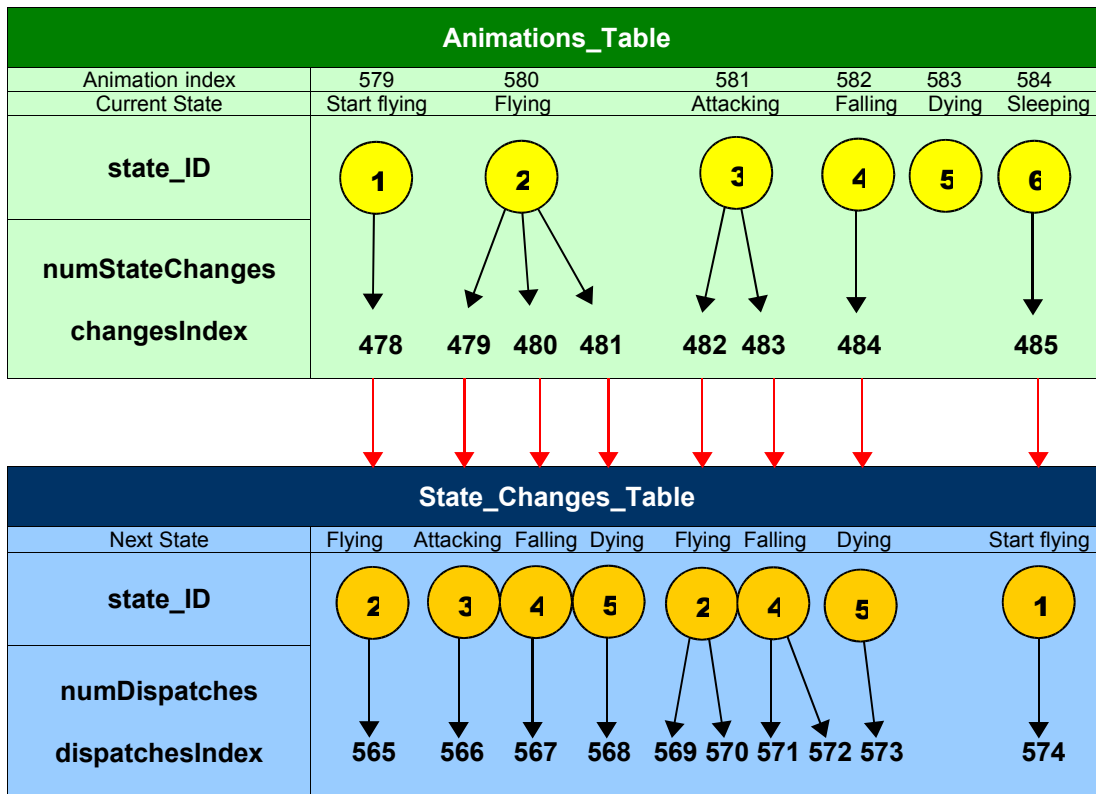 Animations_Table
Animation index 579 580 581 582 583 584
Current State Start flying Flying Attacking Falling Dying Sleeping
state_ID 1 2 3 4 5 6
numStateChanges
changesIndex 478 479 480 481 482 483 484 485
State_Changes_Table
Next State Flying Attacking Falling Dying Flying Falling Dying Start flying
state_ID 2 3 4 5 2 4 5 1
numDispatches
dispatchesIndex 565 566 567 568 569 570 571 572 573 574